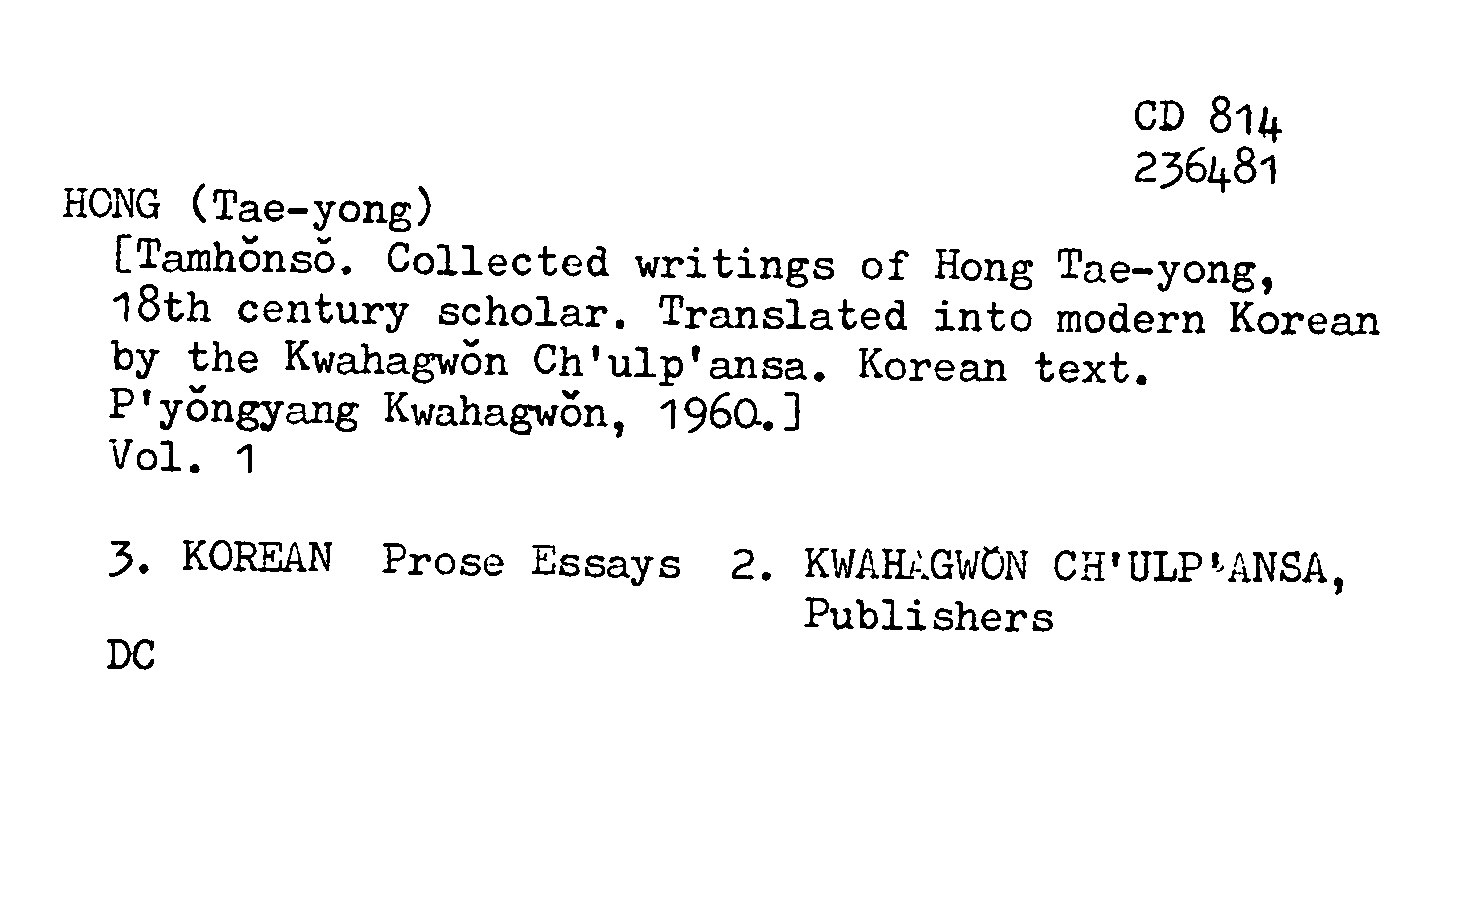 CD 814
236481
HONG (Tae-yong)
[Tamhŏnsŏ. Collected writings of Hong Tae-yong,
18th century scholar. Translated into modern Korean
by the Kwahagwŏn Ch'ulp'ansa. Korean text.
P'yŏngyang Kwahagwŏn, 1960.]
Vol. 1
3. KOREAN Prose Essays 2. KWAHAGWŎN CH'ULP'ANSA,
Publishers
DC